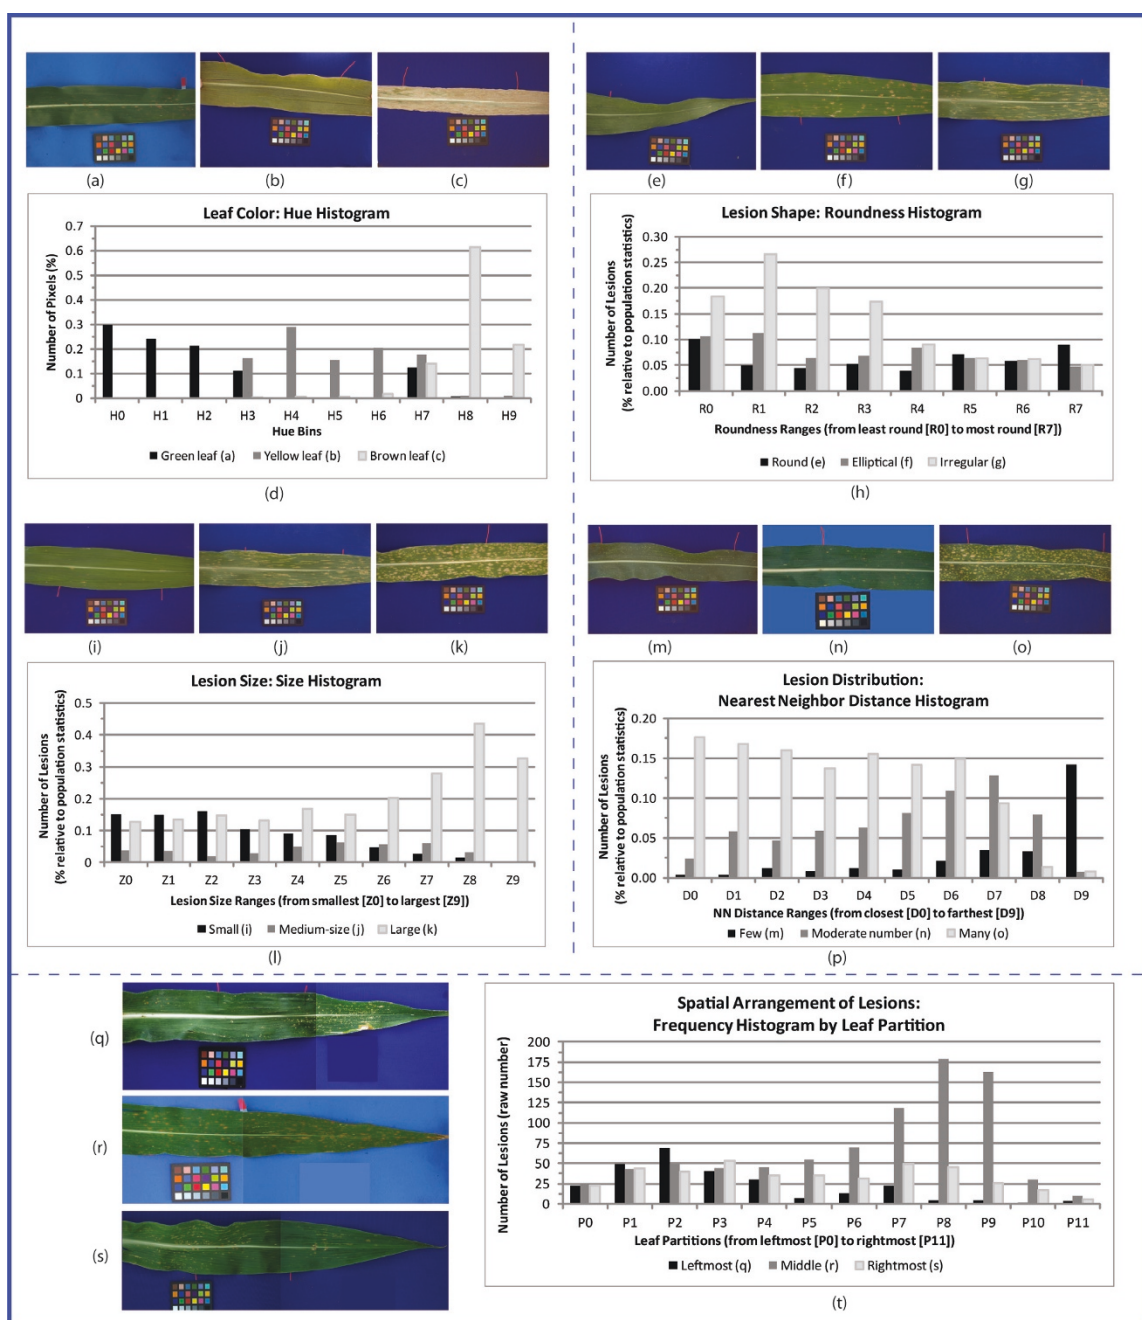 (a) (b) (c)
Leaf Color: Hue Histogram
Number of Pixels (%)
0.7
0.6
0.5
0.4
0.3
0.2
0.1
0
H0 H1 H2 H3 H4 H5 H6 H7 H8 H9
Hue Bins
Green leaf (a) Yellow leaf (b) Brown leaf (c)
(d)
(e) (f) (g)
Lesion Shape: Roundness Histogram
Number of Lesions
(% relative to population statistics)
0.30
0.25
0.20
0.15
0.10
0.05
0.00
R0 R1 R2 R3 R4 R5 R6 R7
Roundness Ranges (from least round [R0] to most round [R7])
Round (e) Elliptical (f) Irregular (g)
(h)
(i) (j) (k)
Lesion Size: Size Histogram
Number of Lesions
(% relative to population statistics)
0.5
0.4
0.3
0.2
0.1
0
Z0 Z1 Z2 Z3 Z4 Z5 Z6 Z7 Z8 Z9
Lesion Size Ranges (from smallest [Z0] to largest [Z9])
Small (i) Medium-size (j) Large (k)
(l)
(m) (n) (o)
Lesion Distribution:
Nearest Neighbor Distance Histogram
Number of Lesions
(% relative to population statistics)
0.20
0.15
0.10
0.05
0.00
D0 D1 D2 D3 D4 D5 D6 D7 D8 D9
NN Distance Ranges (from closest [D0] to farthest [D9])
Few (m) Moderate number (n) Many (o)
(p)
(q)
(r)
(s)
Spatial Arrangement of Lesions:
Frequency Histogram by Leaf Partition
Number of Lesions (raw number)
200
175
150
125
100
75
50
25
0
P0 P1 P2 P3 P4 P5 P6 P7 P8 P9 P10 P11
Leaf Partitions (from leftmost [P0] to rightmost [P11])
Leftmost (q) Middle (r) Rightmost (s)
(t)